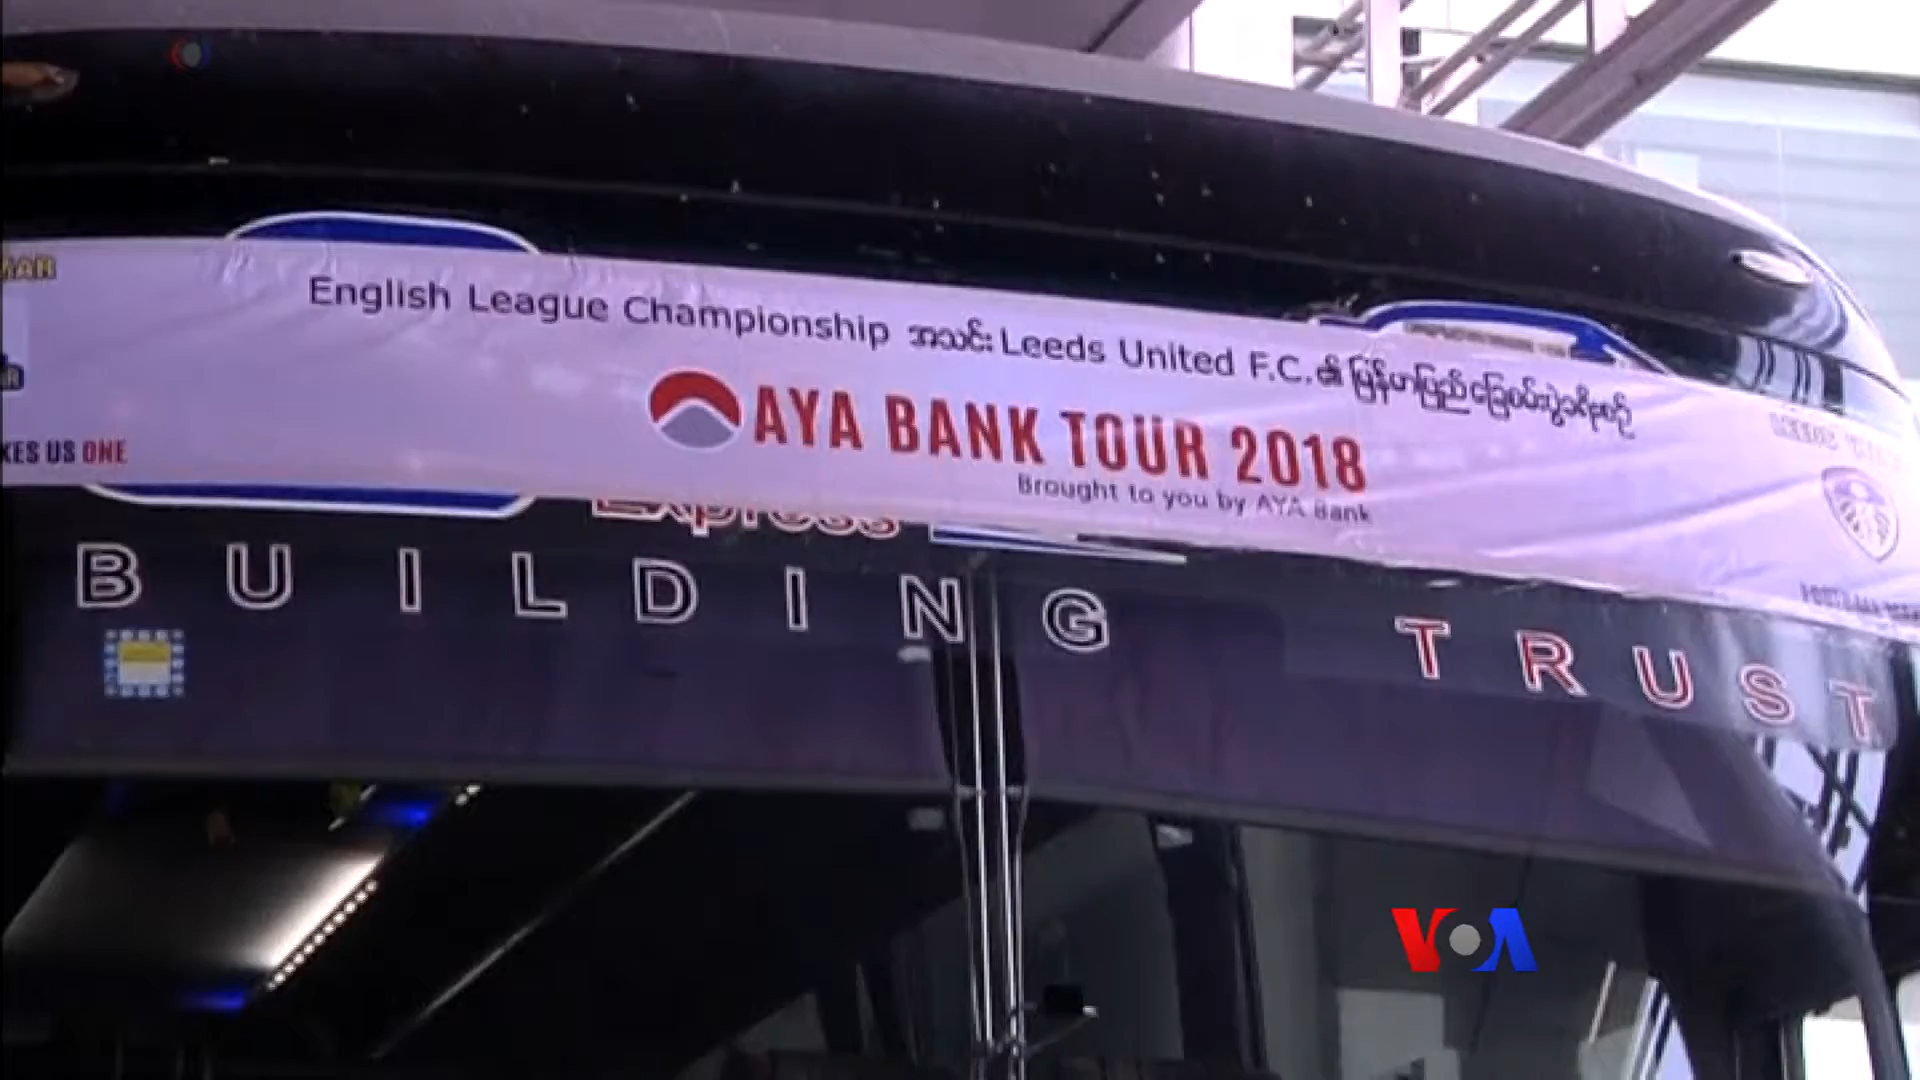 English League Championship အသင်း Leeds United F.C.၏ မြန်မာပြည်ခြေစမ်းပွဲခရီးစဉ်
AYA BANK TOUR 2018
Brought to you by AYA Bank
US ONE
Express
BUILDING TRUST
VOA